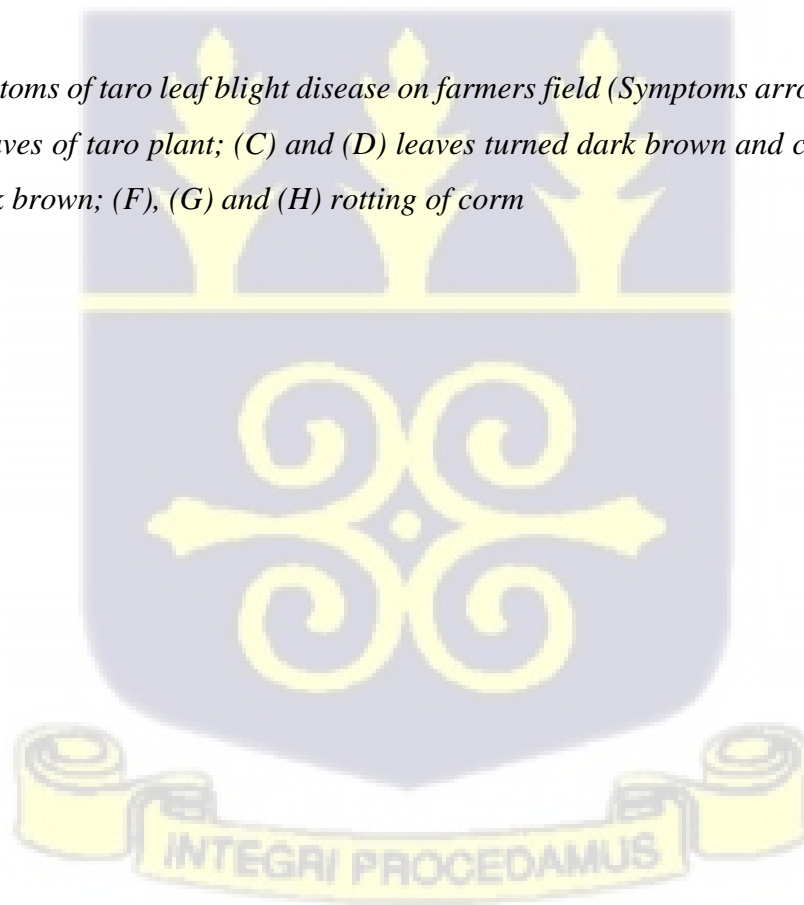 toms of taro leaf blight disease on farmers field (Symptoms arro
aves of taro plant; (C) and (D) leaves turned dark brown and c
k brown; (F), (G) and (H) rotting of corm
INTEGRI PROCEDAMUS